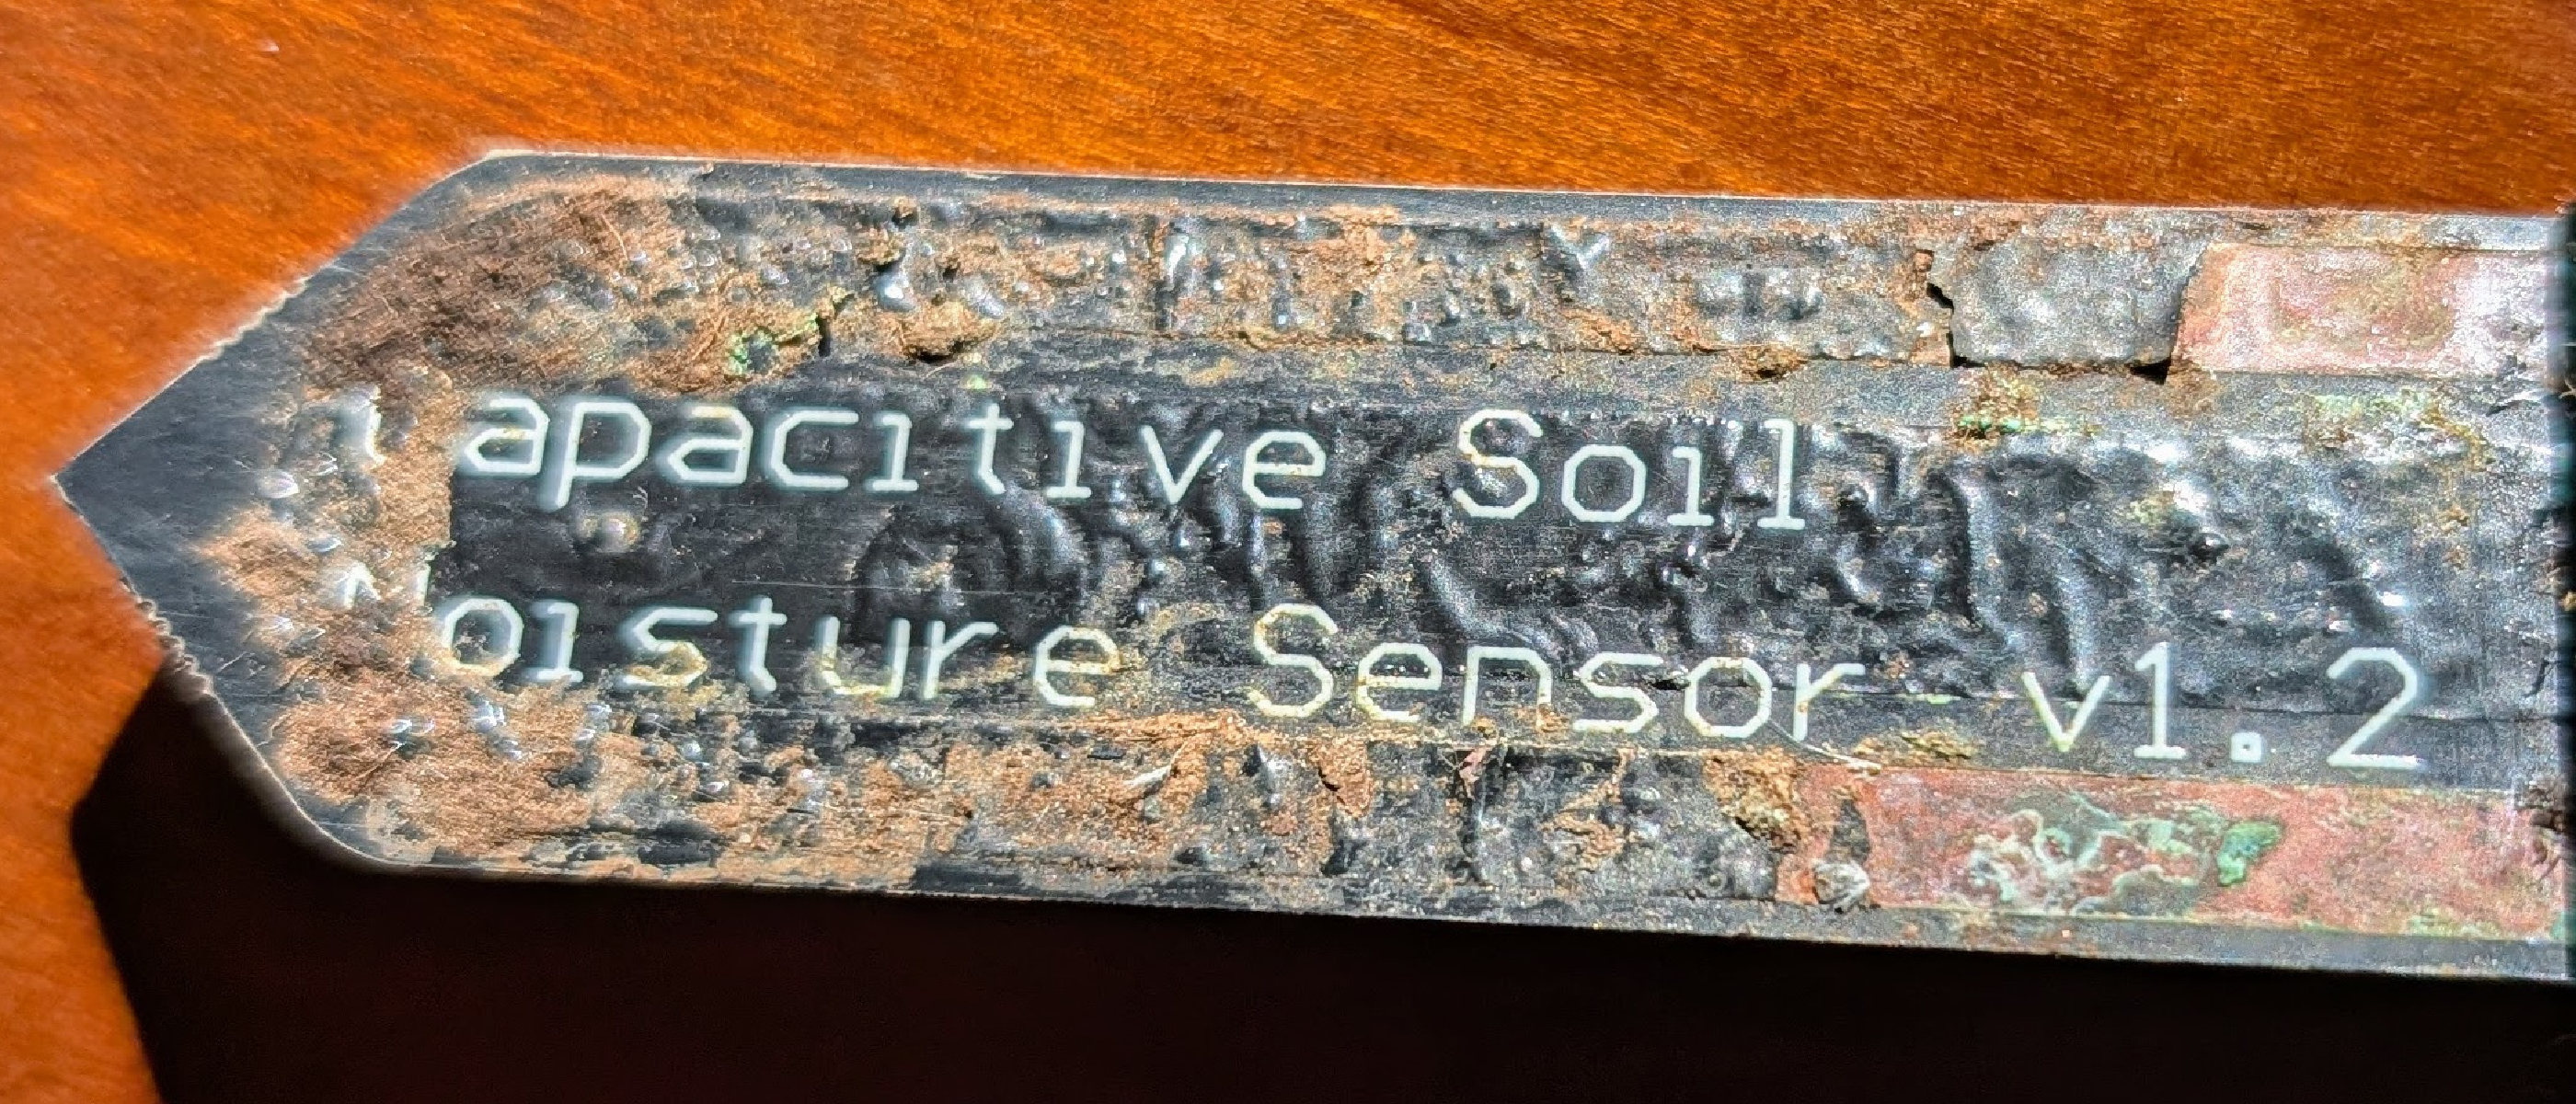 apacitive Soil
oisture Sensor v1.2